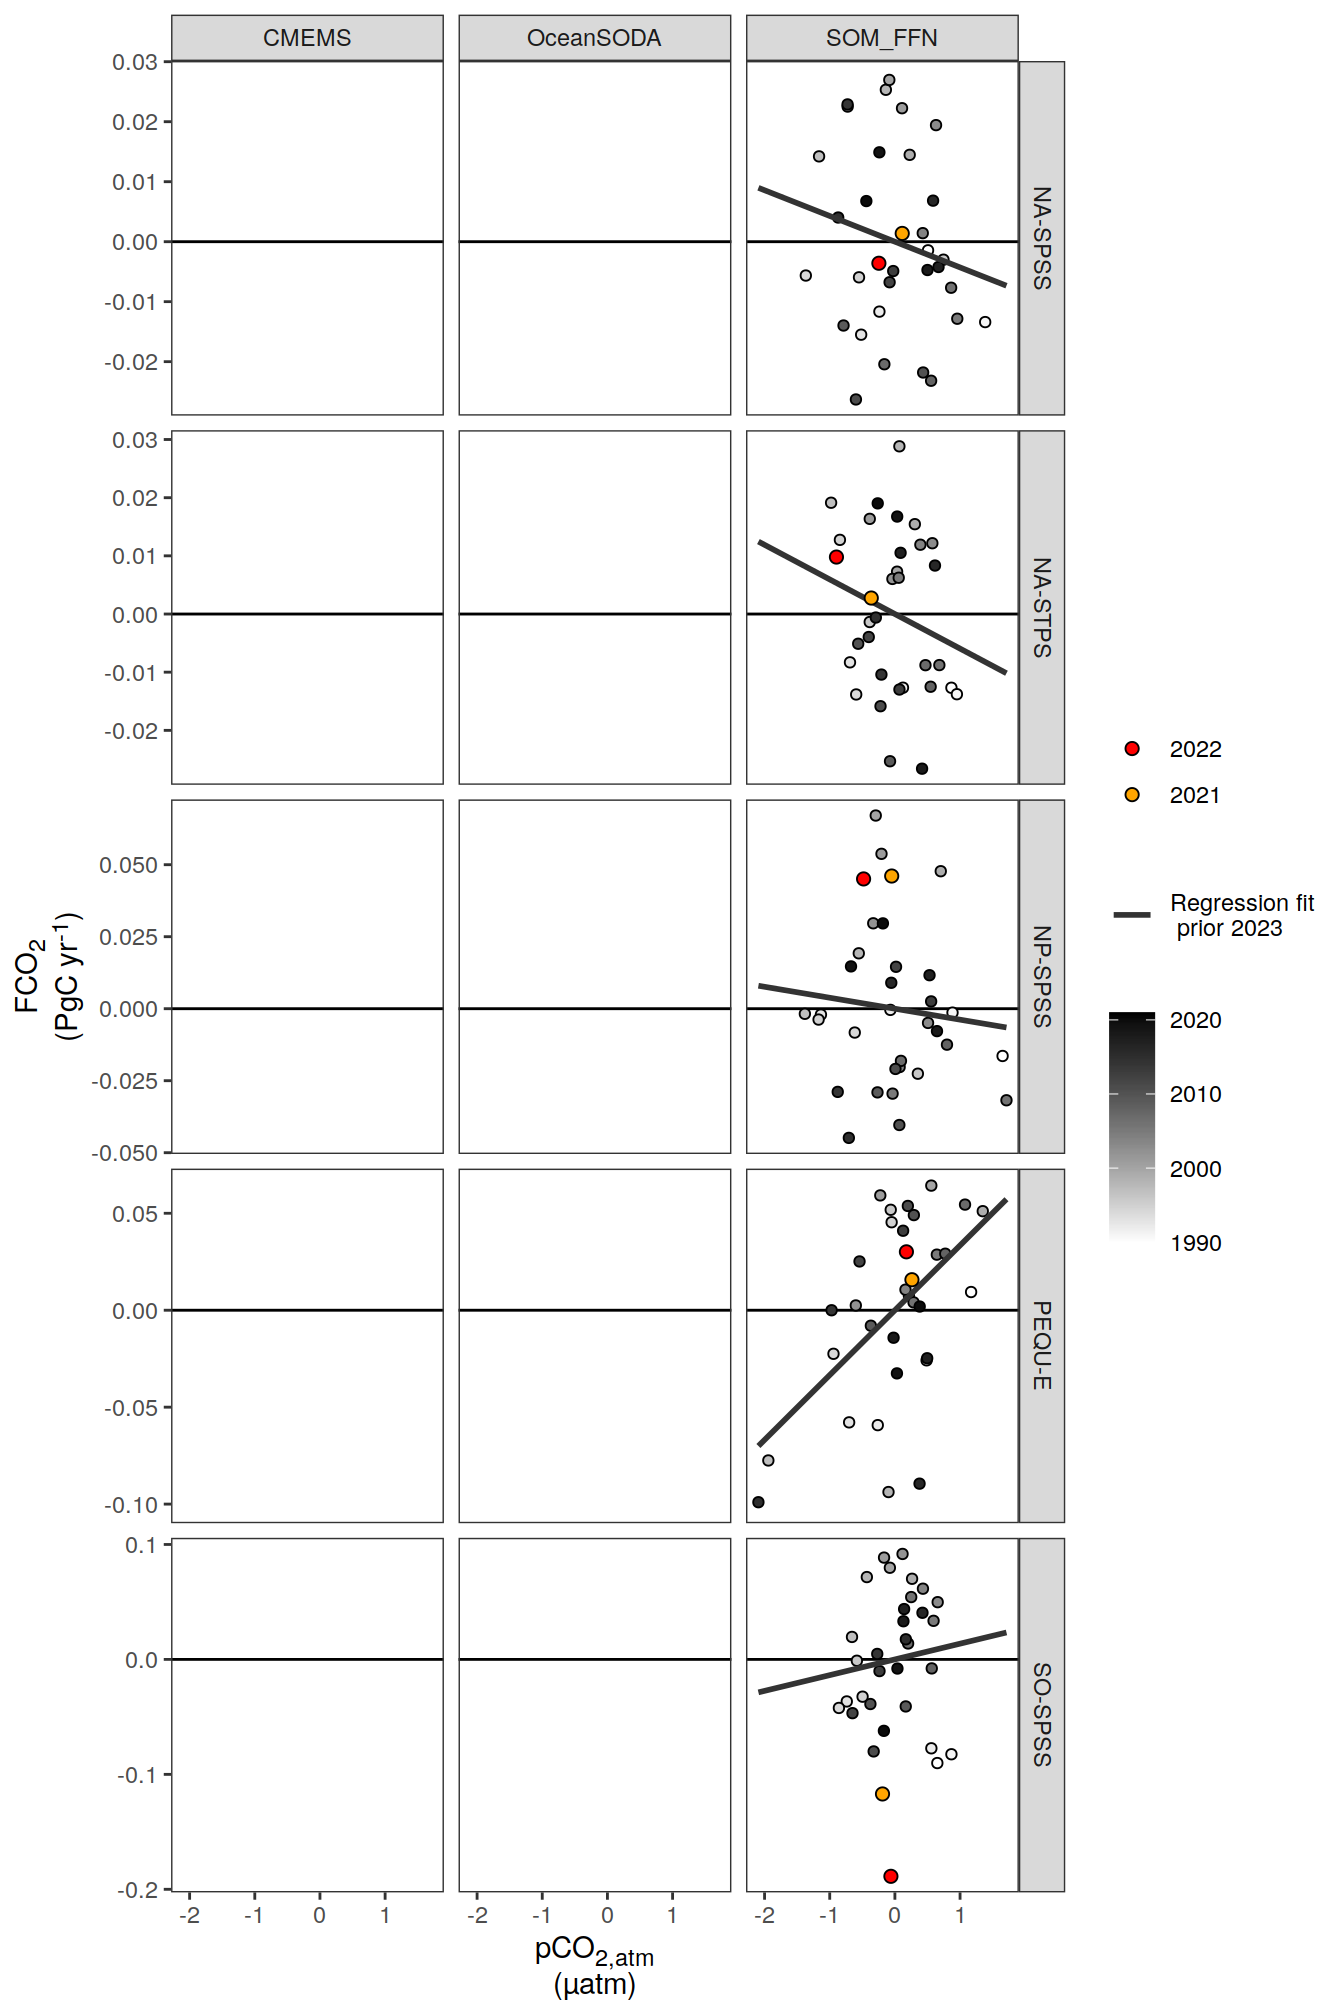 CMEMS OceanSODA SOM_FFN
0.03
0.02
0.01
0.00
-0.01
-0.02
NA-SPSS
0.03
0.02
0.01
0.00
-0.01
-0.02
NA-STPS
0.050
0.025
0.000
-0.025
-0.050
NP-SPSS
0.05
0.00
-0.05
-0.10
PEQU-E
0.1
0.0
-0.1
-0.2
SO-SPSS
-2 -1 0 1 -2 -1 0 1 -2 -1 0 1
FCO₂
(PgC yr⁻¹)
pCO₂,atm
(µatm)
2022
2021
Regression fit
prior 2023
2020
2010
2000
1990